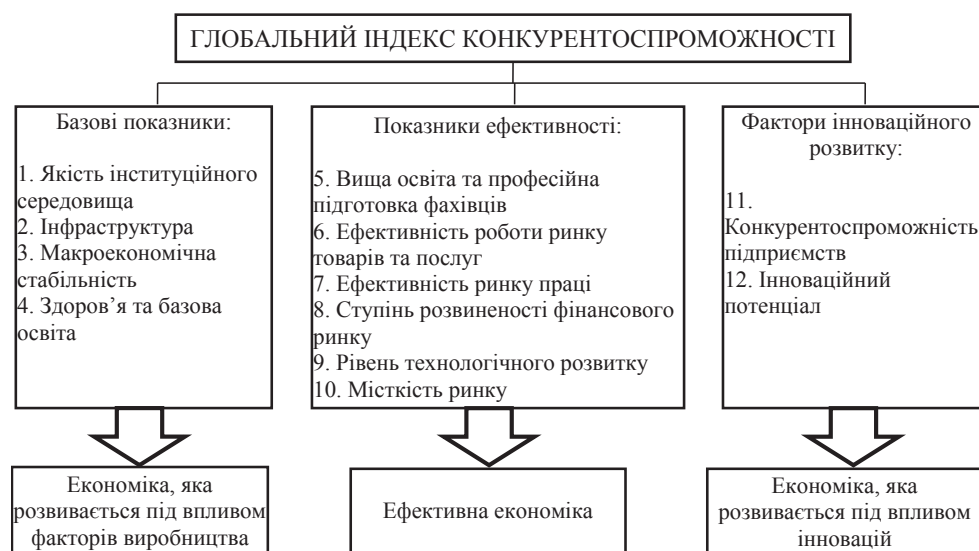 ГЛОБАЛЬНИЙ ІНДЕКС КОНКУРЕНТОСПРОМОЖНОСТІ
Базові показники:
1. Якість інституційного
середовища
2. Інфраструктура
3. Макроекономічна
стабільність
4. Здоров’я та базова
освіта
Показники ефективності:
5. Вища освіта та професійна
підготовка фахівців
6. Ефективність роботи ринку
товарів та послуг
7. Ефективність ринку праці
8. Ступінь розвиненості фінансового
ринку
9. Рівень технологічного розвитку
10. Місткість ринку
Фактори інноваційного
розвитку:
11.
Конкурентоспроможність
підприємств
12. Інноваційний
потенціал
Економіка, яка
розвивається під впливом
факторів виробництва
Ефективна економіка
Економіка, яка
розвивається під впливом
інновацій